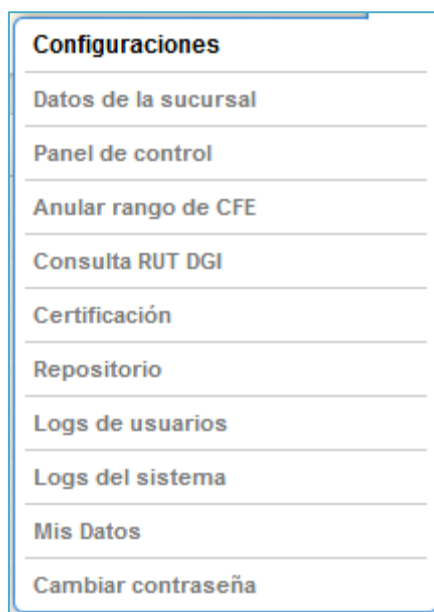 Configuraciones
Datos de la sucursal
Panel de control
Anular rango de CFE
Consulta RUT DGI
Certificación
Repositorio
Logs de usuarios
Logs del sistema
Mis Datos
Cambiar contraseña